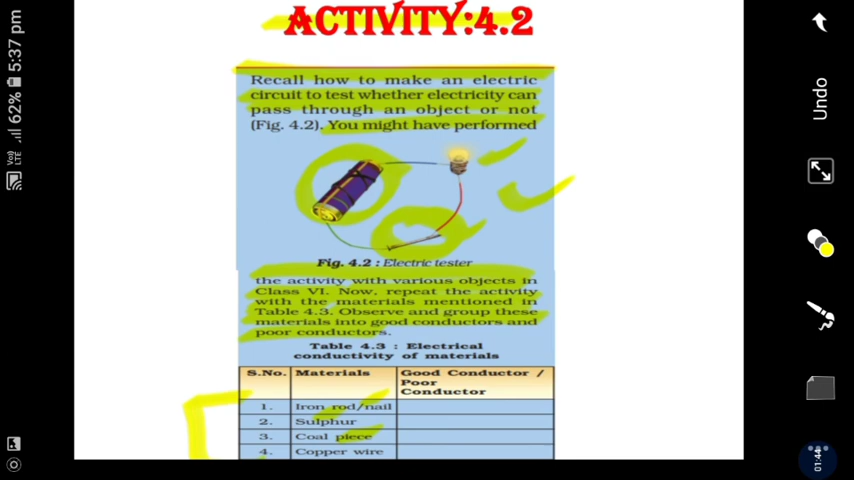 ACTIVITY:4.2
Recall how to make an electric
circuit to test whether electricity can
pass through an object or not
(Fig. 4.2). You might have performed
Fig. 4.2 : Electric tester
the activity with various objects in
Class VI. Now, repeat the activity
with the materials mentioned in
Table 4.3. Observe and group these
materials into good conductors and
poor conductors.
Table 4.3 : Electrical
conductivity of materials
S.No. Materials Good Conductor /
Poor
Conductor
1. Iron rod/nail
2. Sulphur
3. Coal piece
4. Copper wire
5:37 pm
62%
Vo)
LTE
Undo
01:44